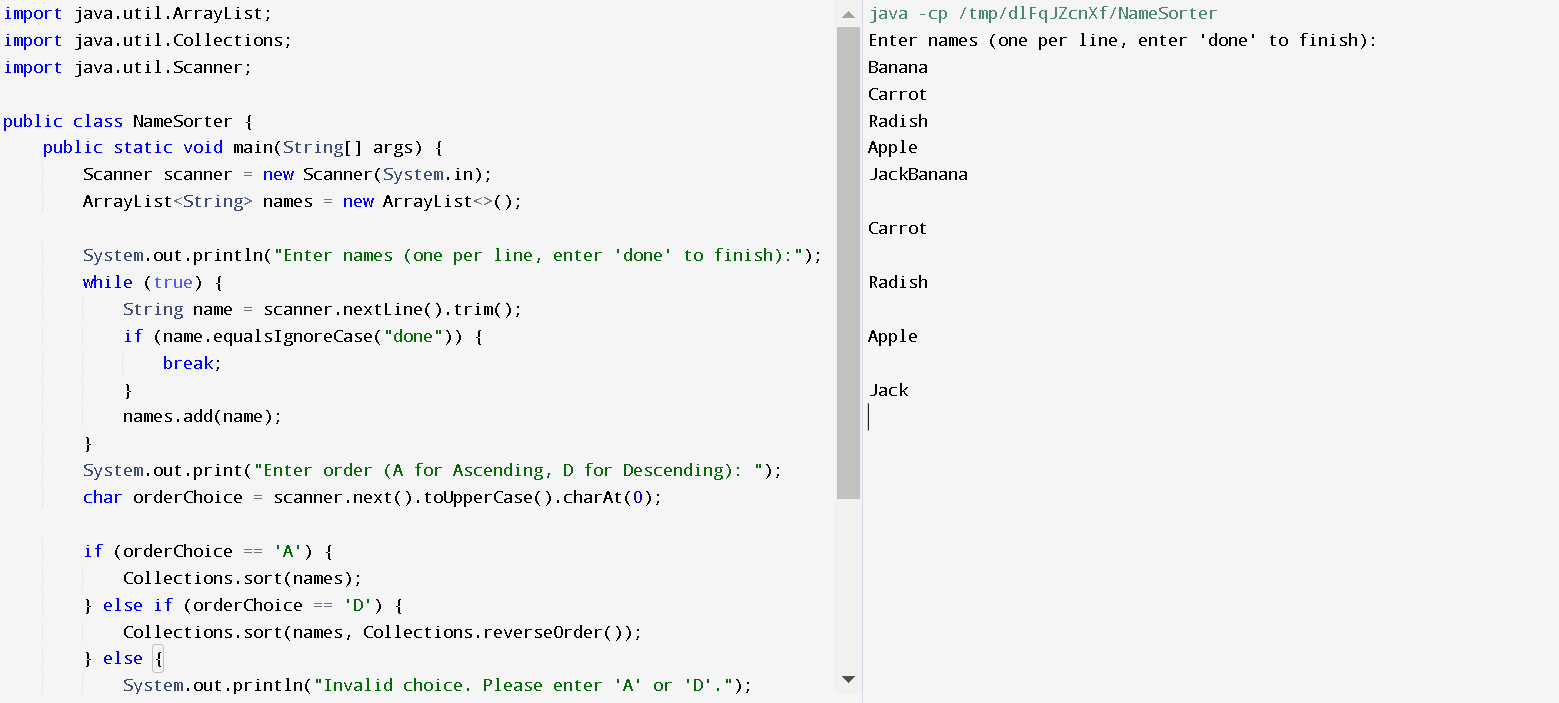 import java.util.ArrayList;
import java.util.Collections;
import java.util.Scanner;

public class NameSorter {
    public static void main(String[] args) {
        Scanner scanner = new Scanner(System.in);
        ArrayList<String> names = new ArrayList<>();

        System.out.println("Enter names (one per line, enter 'done' to finish):");
        while (true) {
            String name = scanner.nextLine().trim();
            if (name.equalsIgnoreCase("done")) {
                break;
            }
            names.add(name);
        }
        System.out.print("Enter order (A for Ascending, D for Descending): ");
        char orderChoice = scanner.next().toUpperCase().charAt(0);

        if (orderChoice == 'A') {
            Collections.sort(names);
        } else if (orderChoice == 'D') {
            Collections.sort(names, Collections.reverseOrder());
        } else {
            System.out.println("Invalid choice. Please enter 'A' or 'D'.");
java -cp /tmp/dlFqJZcnXf/NameSorter
Enter names (one per line, enter 'done' to finish):
Banana
Carrot
Radish
Apple
JackBanana

Carrot

Radish

Apple

Jack